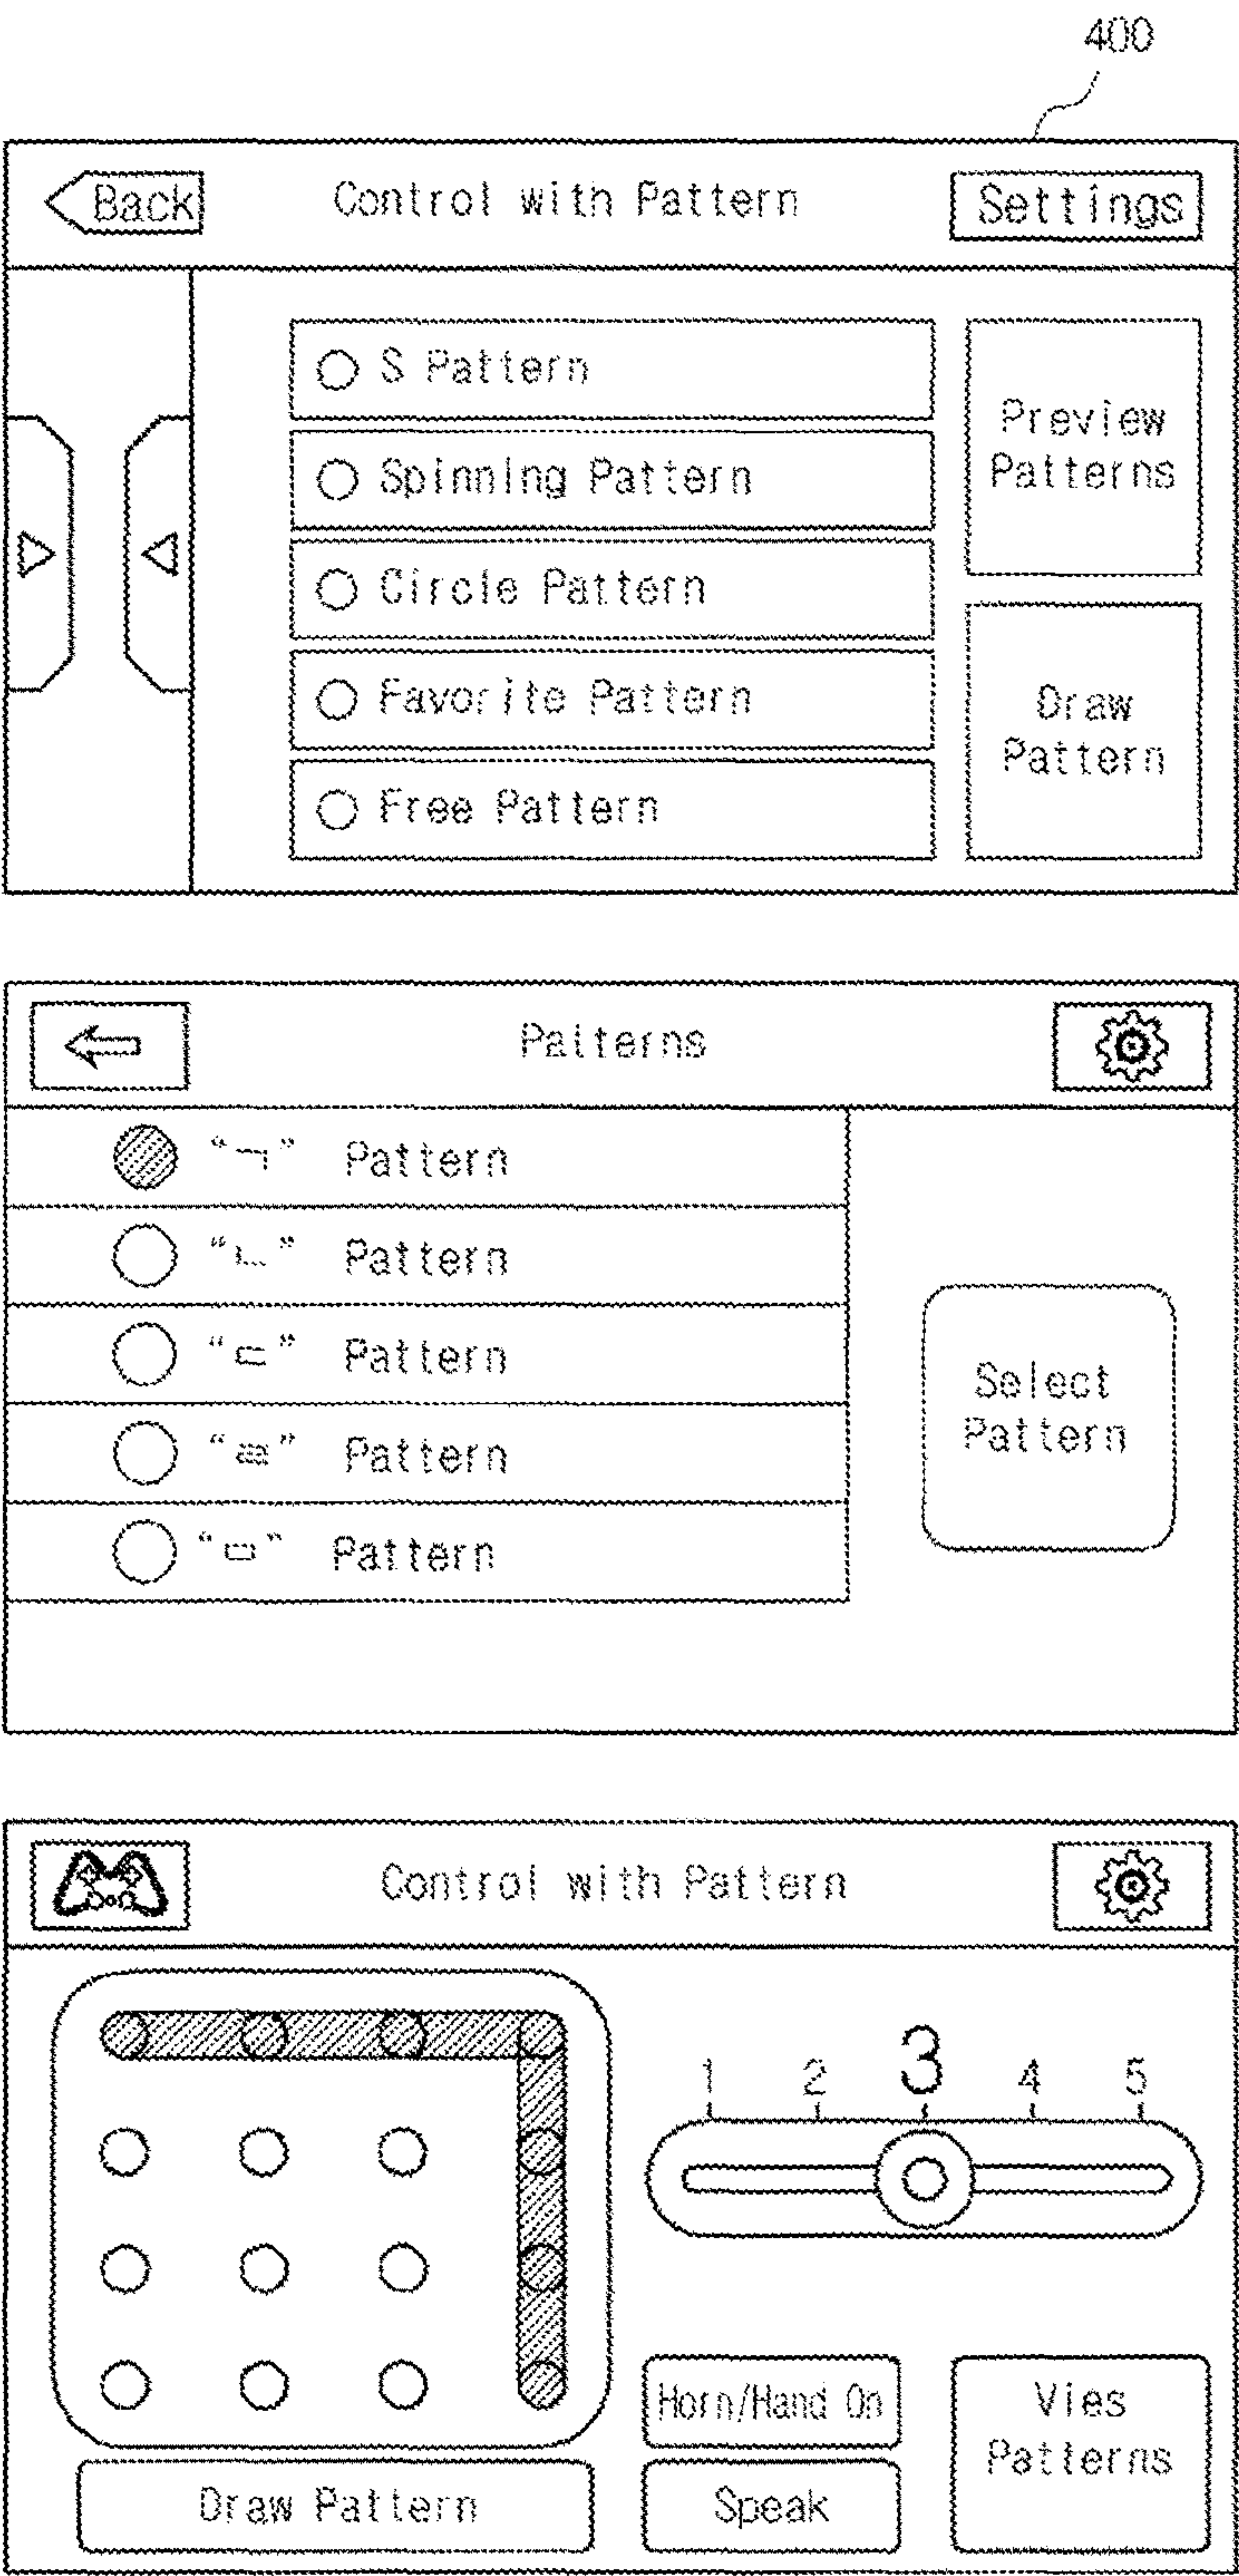 400
Back
Control with Pattern
Settings
S Pattern
Spinning Pattern
Circle Pattern
Favorite Pattern
Free Pattern
Preview
Patterns
Draw
Pattern
Patterns
“ㄱ” Pattern
“ㄴ” Pattern
“ㄷ” Pattern
“ㄹ” Pattern
“ㅁ” Pattern
Select
Pattern
Control with Pattern
1 2 3 4 5
Horn/Hand On
Speak
Vies
Patterns
Draw Pattern